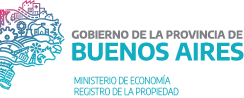 GOBIERNO DE LA PROVINCIA DE
BUENOS AIRES
MINISTERIO DE ECONOMÍA
REGISTRO DE LA PROPIEDAD